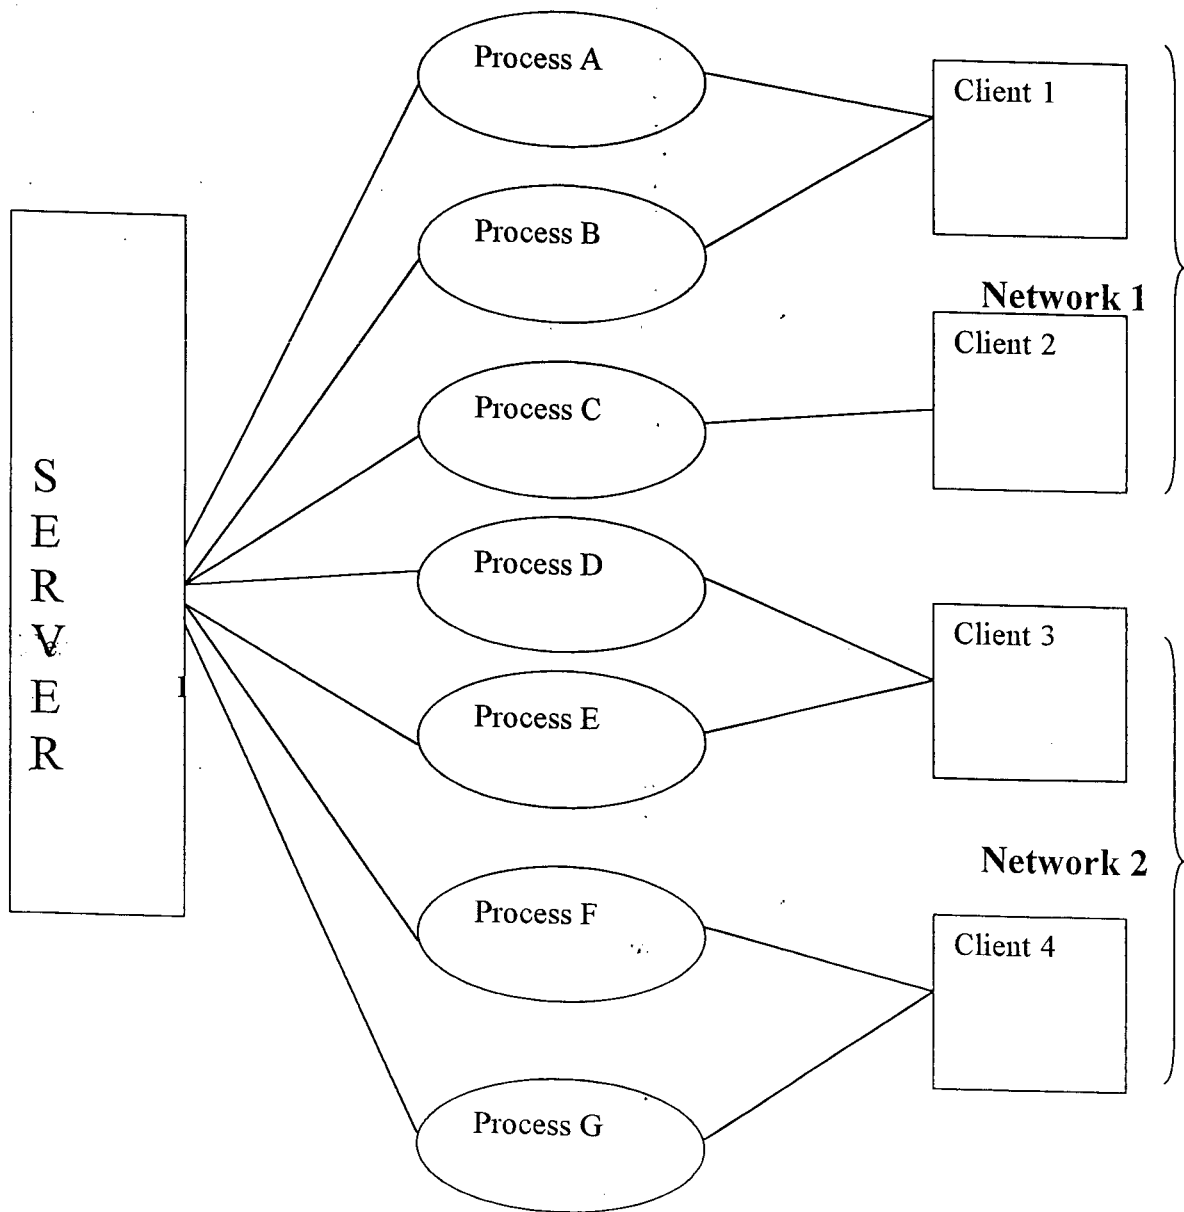 Process A
Client 1
Process B
Network 1
Client 2
Process C
S
E
R
V
E
R
Process D
Client 3
Process E
Network 2
Process F
Client 4
Process G